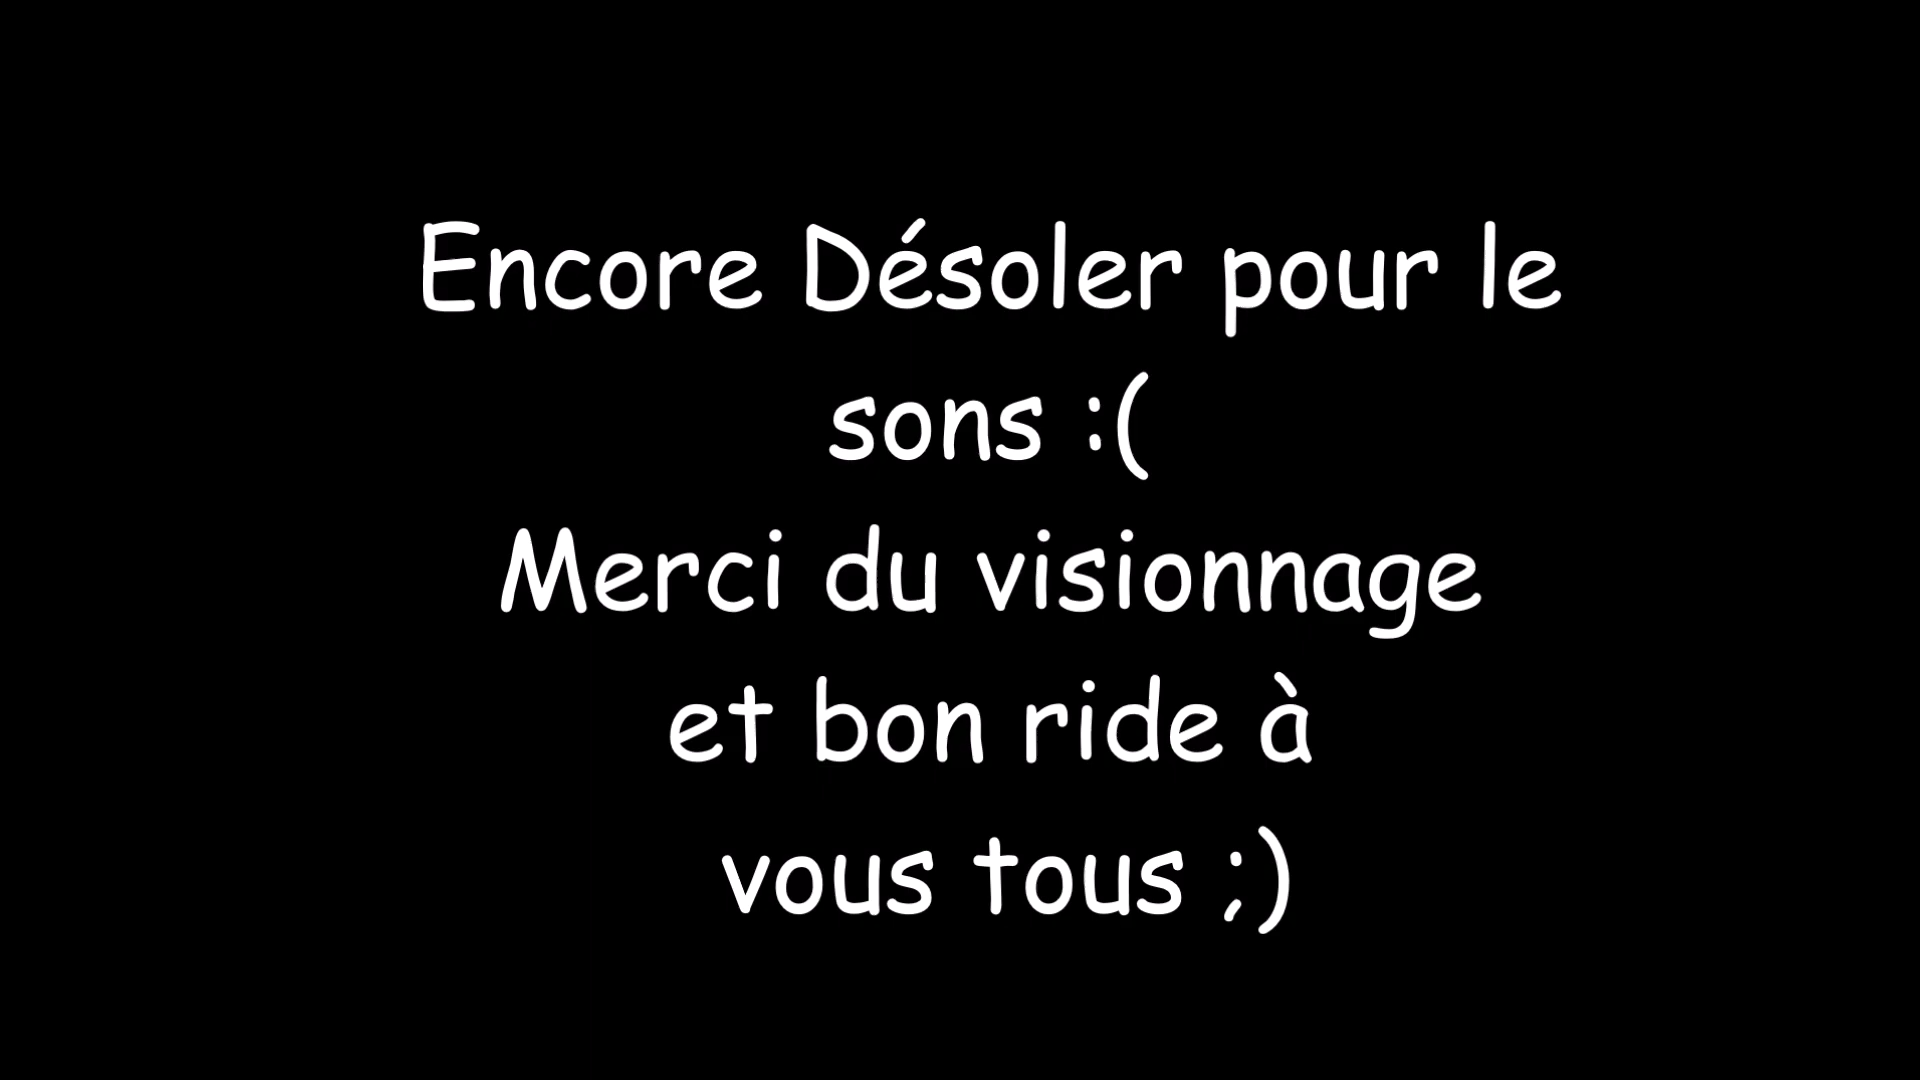 Encore Désoler pour le
sons :(
Merci du visionnage
et bon ride à
vous tous ;)